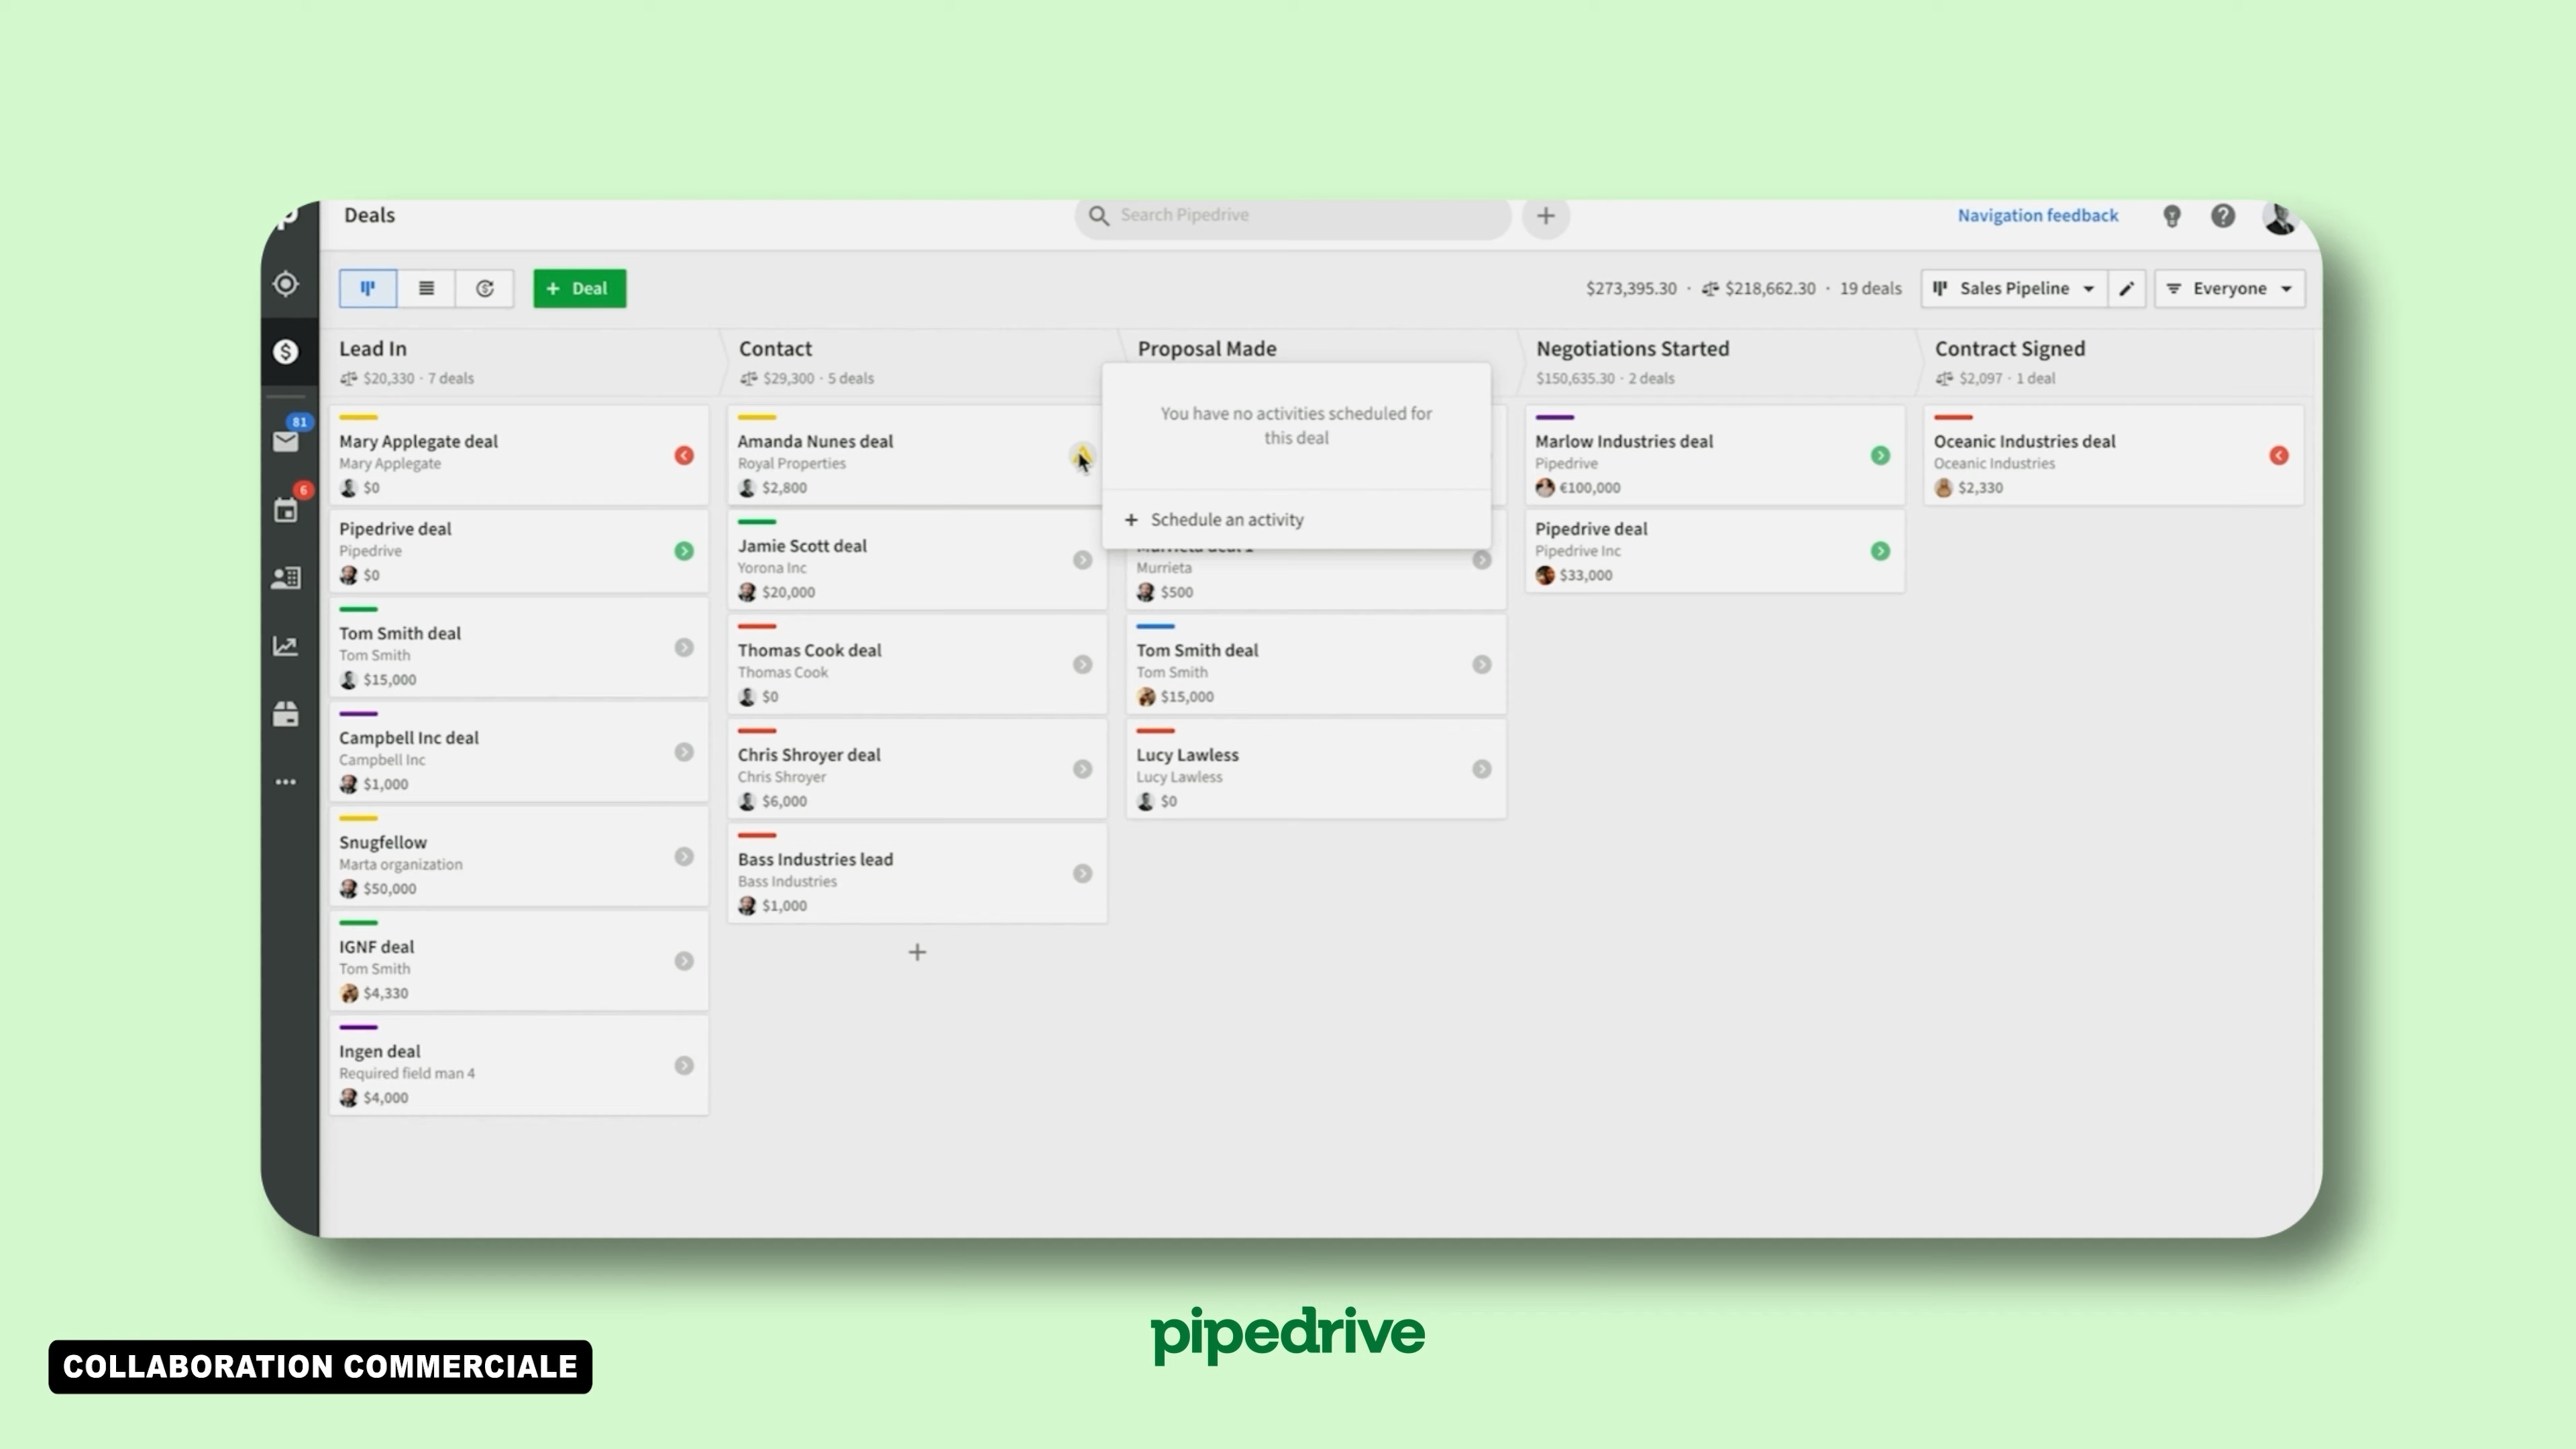 Deals
Search Pipedrive
Navigation feedback
+ Deal
$273,395.30 · $218,662.30 · 19 deals
Sales Pipeline
Everyone
81
6
Lead In
$20,330 · 7 deals
Mary Applegate deal
Mary Applegate
$0
Pipedrive deal
Pipedrive
$0
Tom Smith deal
Tom Smith
$15,000
Campbell Inc deal
Campbell Inc
$1,000
Snugfellow
Marta organization
$50,000
IGNF deal
Tom Smith
$4,330
Ingen deal
Required field man 4
$4,000
Contact
$29,300 · 5 deals
Amanda Nunes deal
Royal Properties
$2,800
Jamie Scott deal
Yorona Inc
$20,000
Thomas Cook deal
Thomas Cook
$0
Chris Shroyer deal
Chris Shroyer
$6,000
Bass Industries lead
Bass Industries
$1,000
Proposal Made
You have no activities scheduled for
this deal
+ Schedule an activity
Murrieta
$500
Tom Smith deal
Tom Smith
$15,000
Lucy Lawless
Lucy Lawless
$0
Negotiations Started
$150,635.30 · 2 deals
Marlow Industries deal
Pipedrive
€100,000
Pipedrive deal
Pipedrive Inc
$33,000
Contract Signed
$2,097 · 1 deal
Oceanic Industries deal
Oceanic Industries
$2,330
pipedrive
COLLABORATION COMMERCIALE